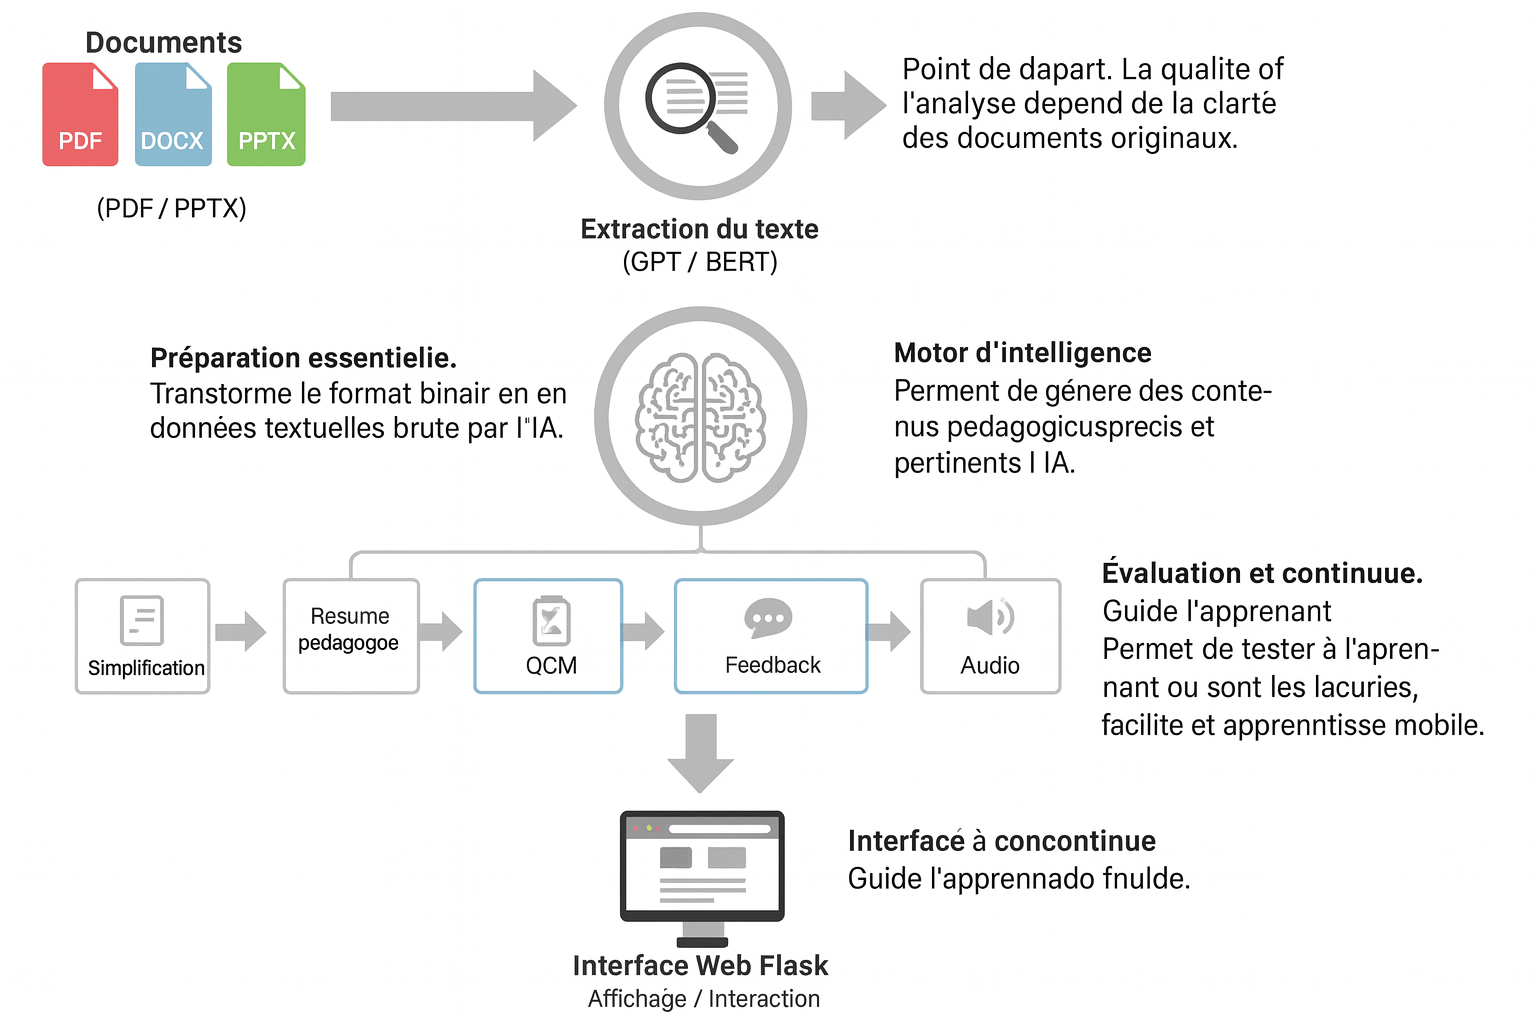 Documents
PDF
DOCX
PPTX
(PDF / PPTX)
Extraction du texte
(GPT / BERT)
Point de dapart. La qualite of
l'analyse depend de la clarté
des documents originaux.
Préparation essentielie.
Transtorme le format binair en en
données textuelles brute par l"IA.
Motor d'intelligence
Perment de génere des conte-
nus pedagogicusprecis et
pertinents I IA.
Simplification
Resume
pedagogoe
QCM
Feedback
Audio
Évaluation et continuue.
Guide l'apprenant
Permet de tester à l'apren-
nant ou sont les lacuries,
facilite et apprenntisse mobile.
Interfacé à concontinue
Guide l'apprennado fnulde.
Interface Web Flask
Affichage / Interaction